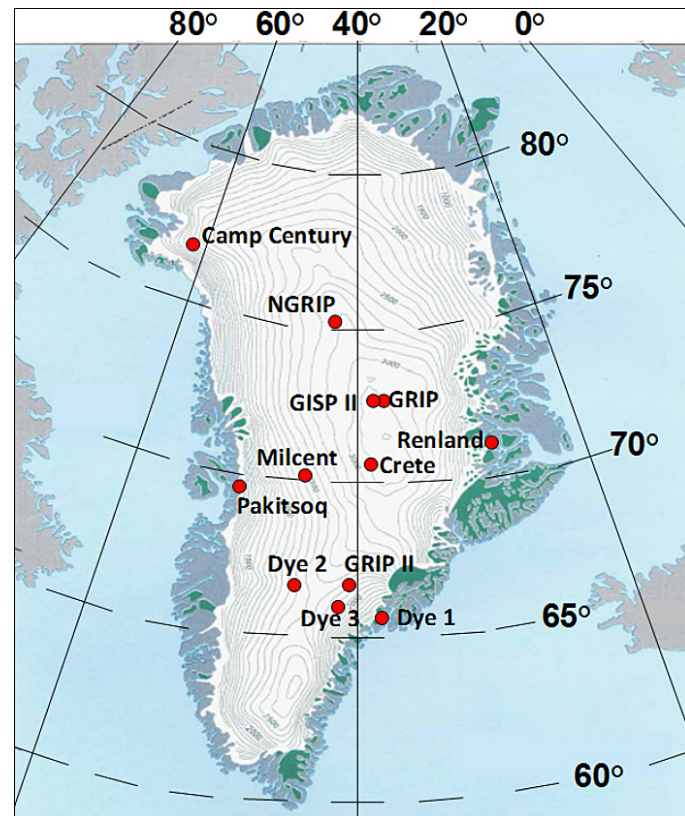 80° 60° 40° 20° 0°
80°
Camp Century
75°
NGRIP
GISP II GRIP
Renland
70°
Milcent
Crete
Pakitsoq
Dye 2 GRIP II
Dye 3 Dye 1
65°
60°